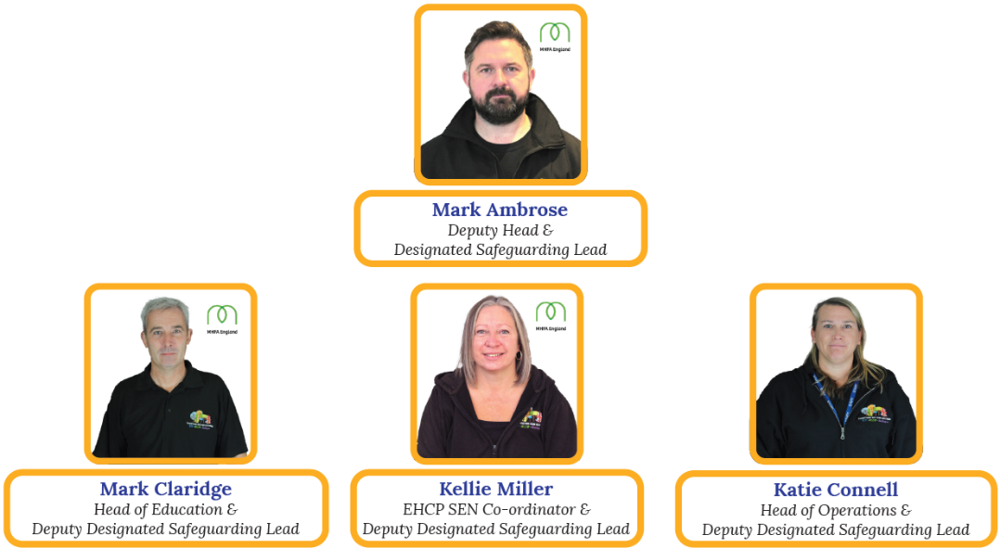 MHFA England
Mark Ambrose
Deputy Head &
Designated Safeguarding Lead
MHFA England
MHFA England
Mark Claridge
Head of Education &
Deputy Designated Safeguarding Lead
Kellie Miller
EHCP SEN Co-ordinator &
Deputy Designated Safeguarding Lead
Katie Connell
Head of Operations &
Deputy Designated Safeguarding Lead